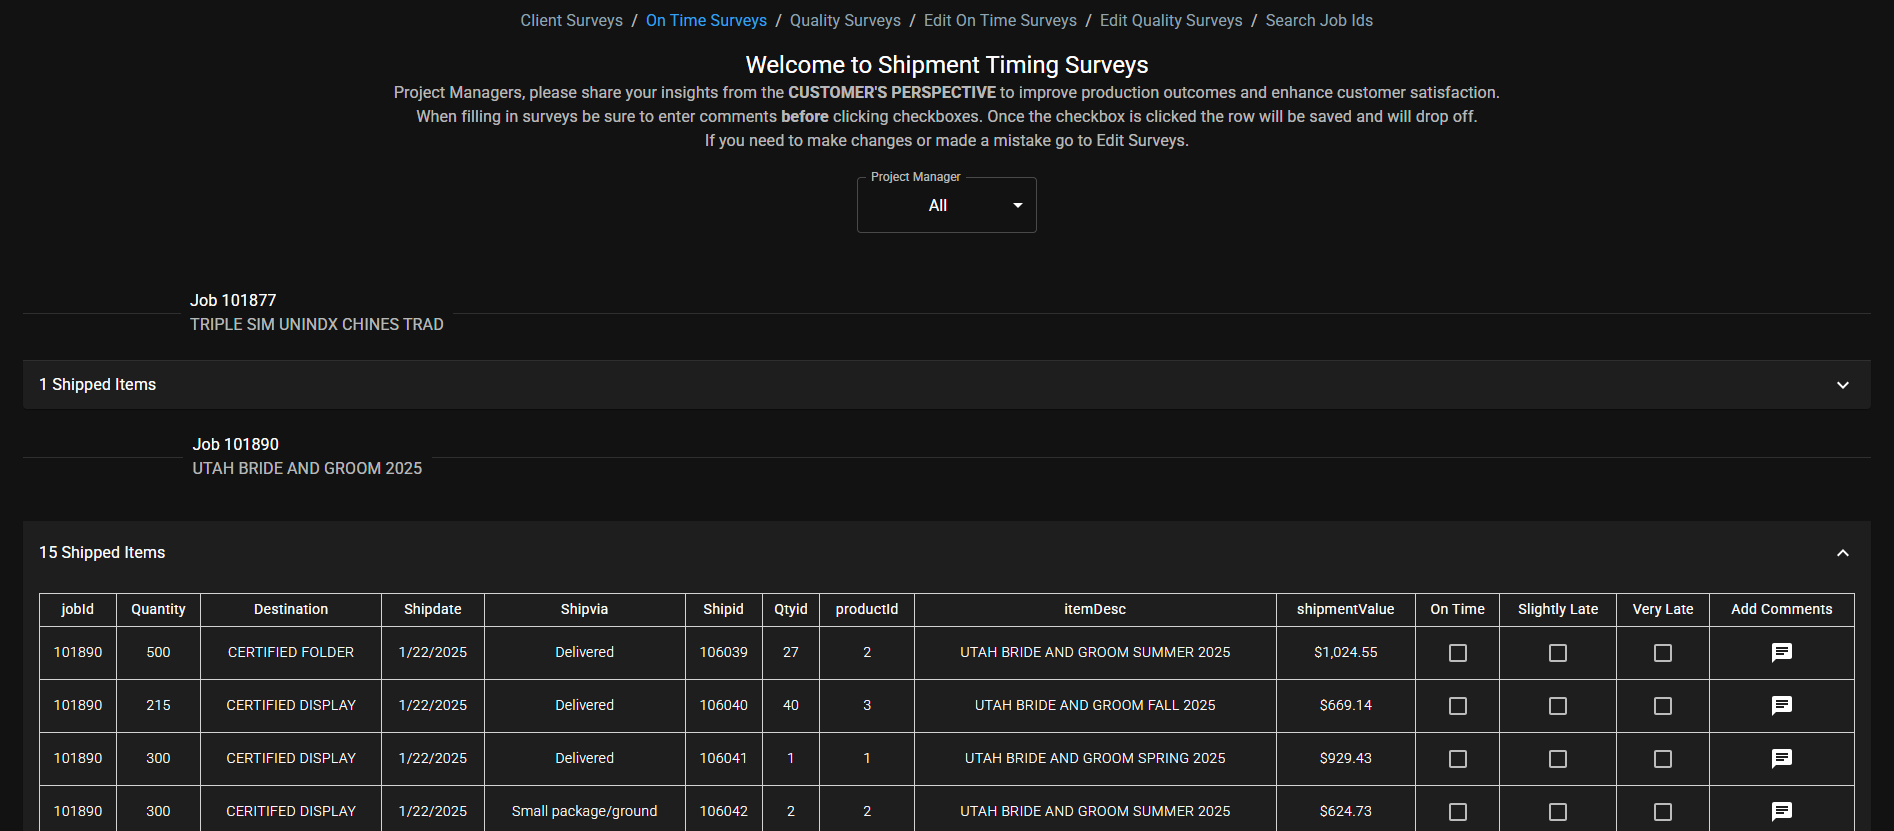 Client Surveys / On Time Surveys / Quality Surveys / Edit On Time Surveys / Edit Quality Surveys / Search Job Ids
Welcome to Shipment Timing Surveys
Project Managers, please share your insights from the CUSTOMER'S PERSPECTIVE to improve production outcomes and enhance customer satisfaction.
When filling in surveys be sure to enter comments before clicking checkboxes. Once the checkbox is clicked the row will be saved and will drop off.
If you need to make changes or made a mistake go to Edit Surveys.
Project Manager
All
Job 101877
TRIPLE SIM UNINDX CHINES TRAD
1 Shipped Items
Job 101890
UTAH BRIDE AND GROOM 2025
15 Shipped Items
jobId Quantity Destination Shipdate Shipvia Shipid Qtyid productId itemDesc shipmentValue On Time Slightly Late Very Late Add Comments
101890 500 CERTIFIED FOLDER 1/22/2025 Delivered 106039 27 2 UTAH BRIDE AND GROOM SUMMER 2025 $1,024.55
101890 215 CERTIFIED DISPLAY 1/22/2025 Delivered 106040 40 3 UTAH BRIDE AND GROOM FALL 2025 $669.14
101890 300 CERTIFIED DISPLAY 1/22/2025 Delivered 106041 1 1 UTAH BRIDE AND GROOM SPRING 2025 $929.43
101890 300 CERITIFED DISPLAY 1/22/2025 Small package/ground 106042 2 2 UTAH BRIDE AND GROOM SUMMER 2025 $624.73